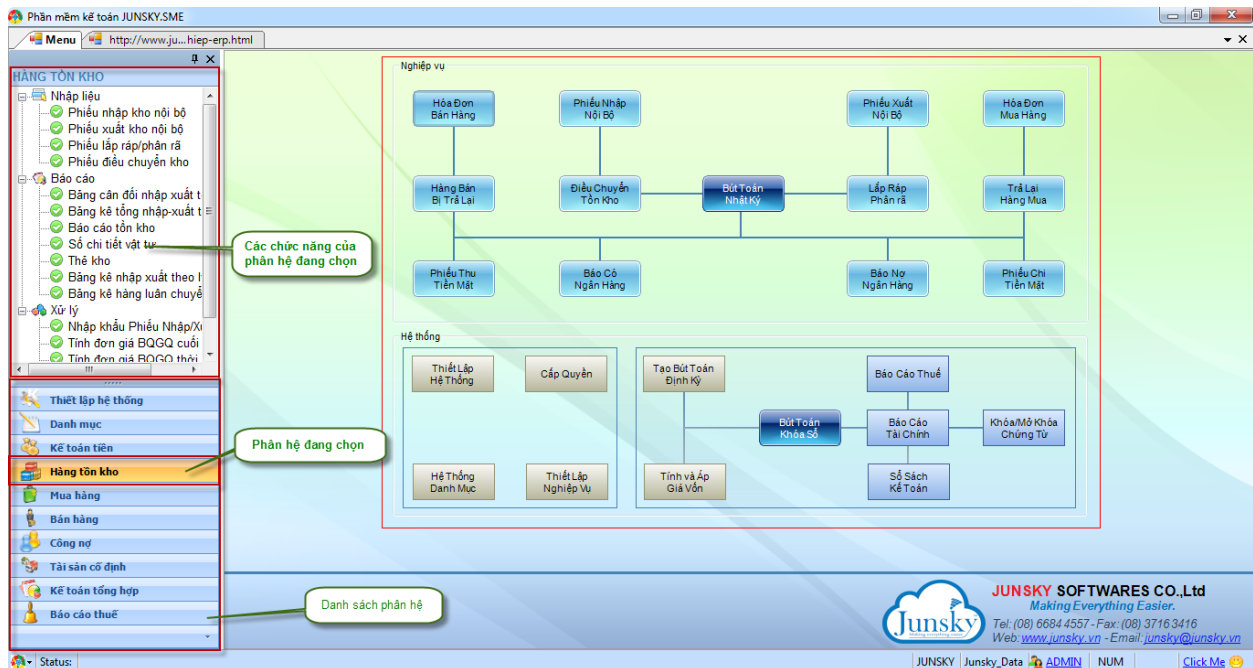 Phần mềm kế toán JUNSKY.SME
Menu
http://www.ju...hiep-erp.html
HÀNG TỒN KHO
Nhập liệu
Phiếu nhập kho nội bộ
Phiếu xuất kho nội bộ
Phiếu lắp ráp/phân rã
Phiếu điều chuyển kho
Báo cáo
Bảng cân đối nhập xuất t
Bảng kê tổng nhập-xuất t
Báo cáo tồn kho
Sổ chi tiết vật tư
Thẻ kho
Bảng kê nhập xuất theo l
Bảng kê hàng luân chuyể
Xử lý
Nhập khẩu Phiếu Nhập/Xu
Tính đơn giá BQGQ cuối
Tính đơn giá BQGQ thời
Thiết lập hệ thống
Danh mục
Kế toán tiền
Hàng tồn kho
Mua hàng
Bán hàng
Công nợ
Tài sản cố định
Kế toán tổng hợp
Báo cáo thuế
Các chức năng của
phân hệ đang chọn
Phân hệ đang chọn
Danh sách phân hệ
Nghiệp vụ
Hóa Đơn
Bán Hàng
Phiếu Nhập
Nội Bộ
Phiếu Xuất
Nội Bộ
Hóa Đơn
Mua Hàng
Hàng Bán
Bị Trả Lại
Điều Chuyển
Tồn Kho
Bút Toán
Nhật Ký
Lắp Ráp
Phân rã
Trả Lại
Hàng Mua
Phiếu Thu
Tiền Mặt
Báo Có
Ngân Hàng
Báo Nợ
Ngân Hàng
Phiếu Chi
Tiền Mặt
Hệ thống
Thiết Lập
Hệ Thống
Cấp Quyền
Hệ Thống
Danh Mục
Thiết Lập
Nghiệp Vụ
Tạo Bút Toán
Định Kỳ
Báo Cáo Thuế
Bút Toán
Khóa Sổ
Báo Cáo
Tài Chính
Khóa/Mở Khóa
Chứng Từ
Tính và Áp
Giá Vốn
Sổ Sách
Kế Toán
Junsky
Making everything easier.
JUNSKY SOFTWARES CO.,Ltd
Making Everything Easier.
Tel: (08) 6684 4557 - Fax: (08) 3716 3416
Web: www.junsky.vn - Email: junsky@junsky.vn
Status:
JUNSKY
Junsky_Data
ADMIN
NUM
Click Me